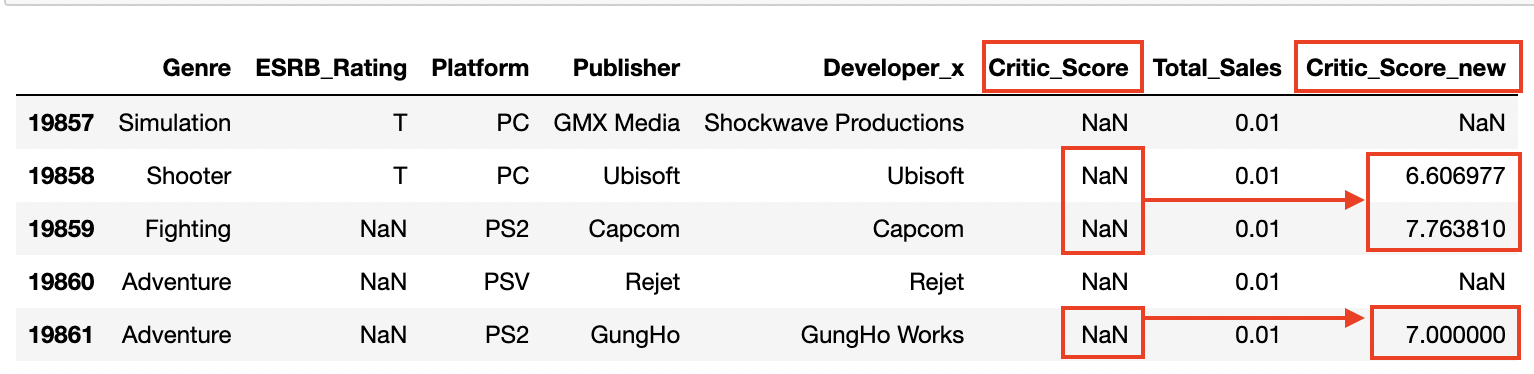 Genre ESRB_Rating Platform Publisher Developer_x Critic_Score Total_Sales Critic_Score_new
19857 Simulation T PC GMX Media Shockwave Productions NaN 0.01 NaN
19858 Shooter T PC Ubisoft Ubisoft NaN 0.01 6.606977
19859 Fighting NaN PS2 Capcom Capcom NaN 0.01 7.763810
19860 Adventure NaN PSV Rejet Rejet NaN 0.01 NaN
19861 Adventure NaN PS2 GungHo GungHo Works NaN 0.01 7.000000